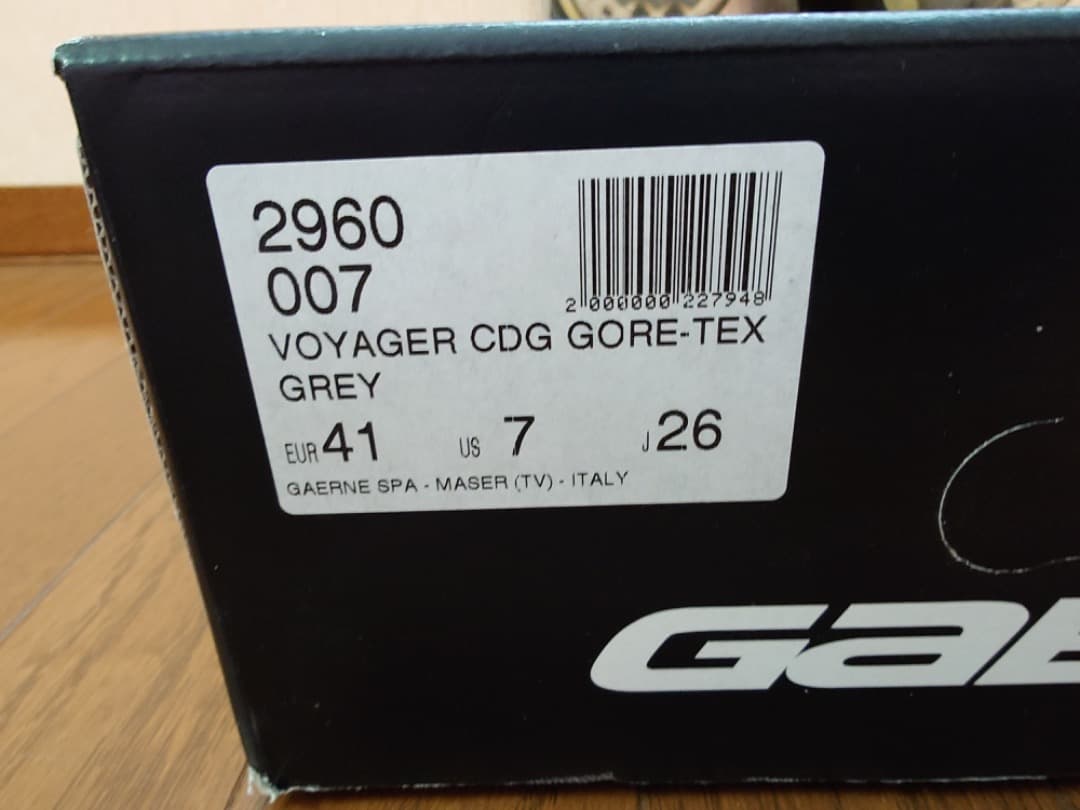 2960
007
2 000000 227948
VOYAGER CDG GORE-TEX
GREY
EUR 41 US 7 J 26
GAERNE SPA - MASER (TV) - ITALY
Gae